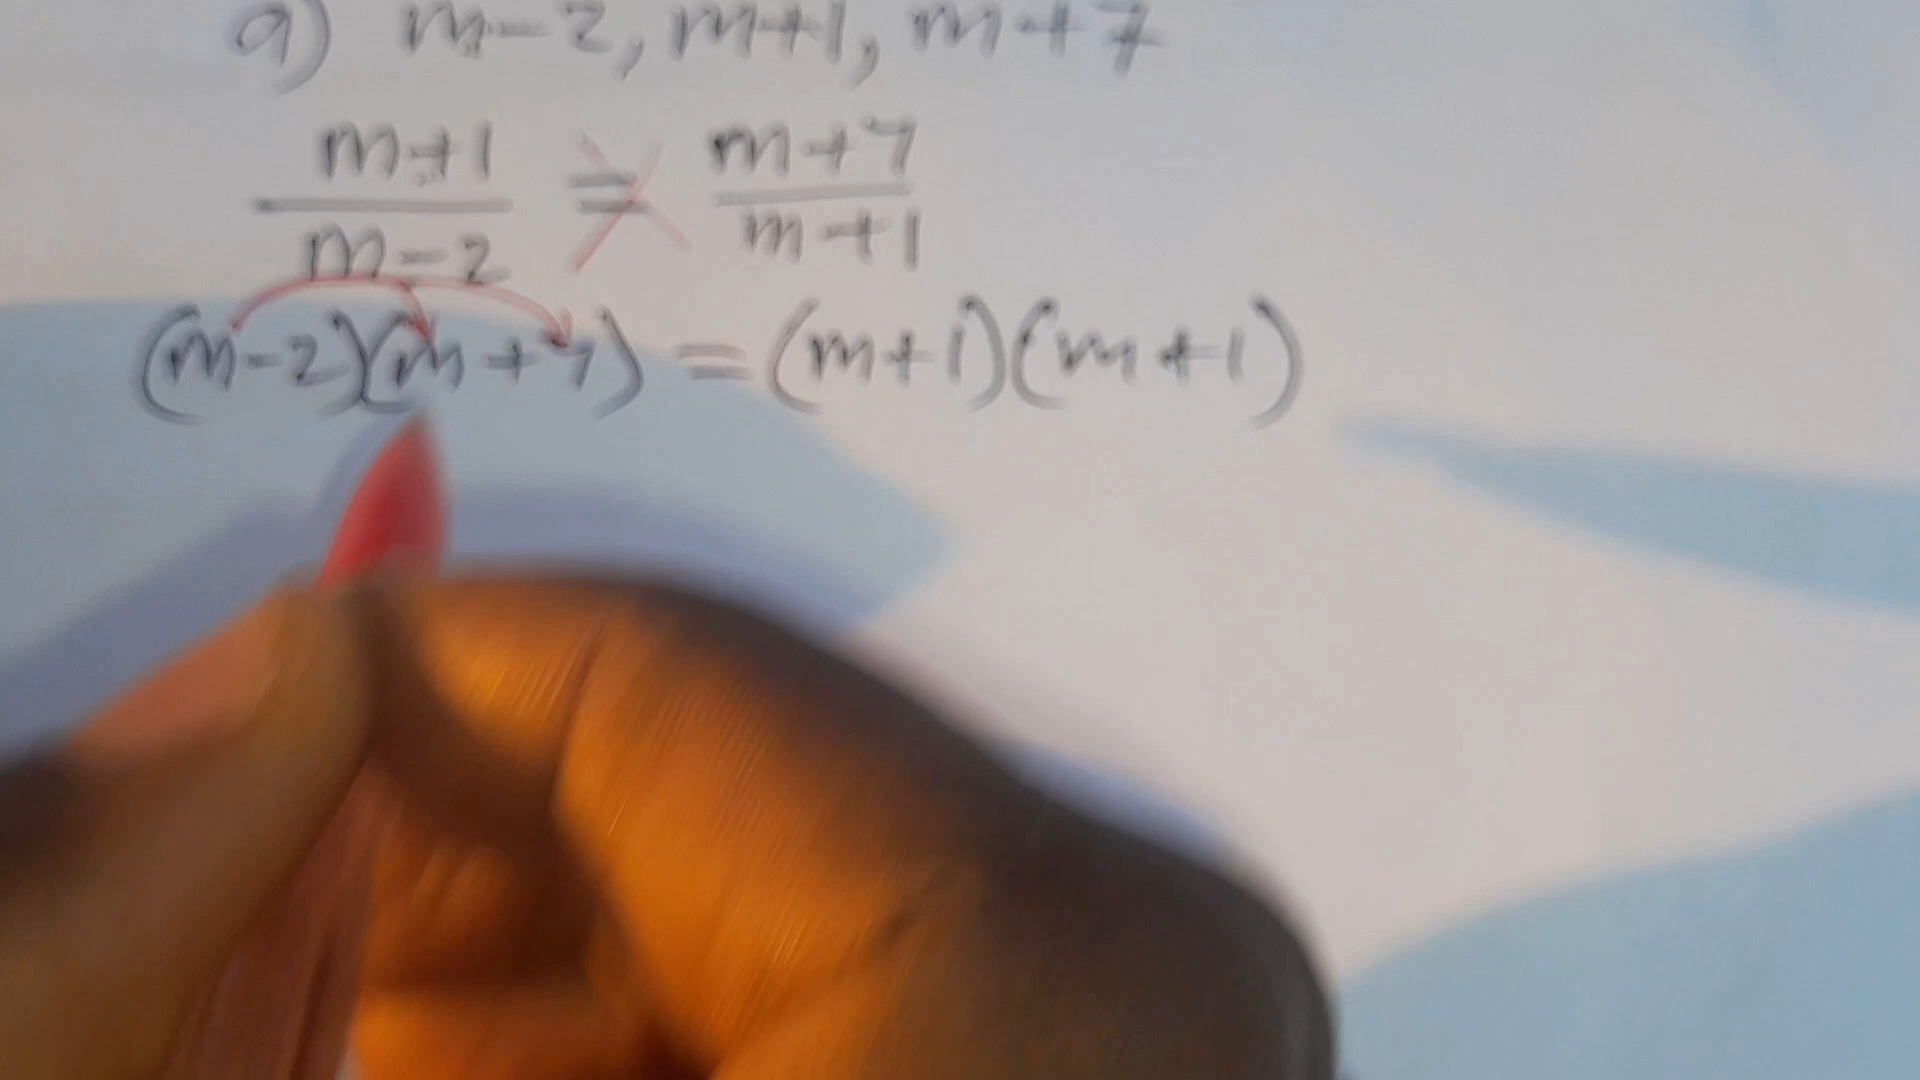 a) m-2, m+1, m+7
m+1 / m-2 = m+7 / m+1
(m-2)(m+7) = (m+1)(m+1)